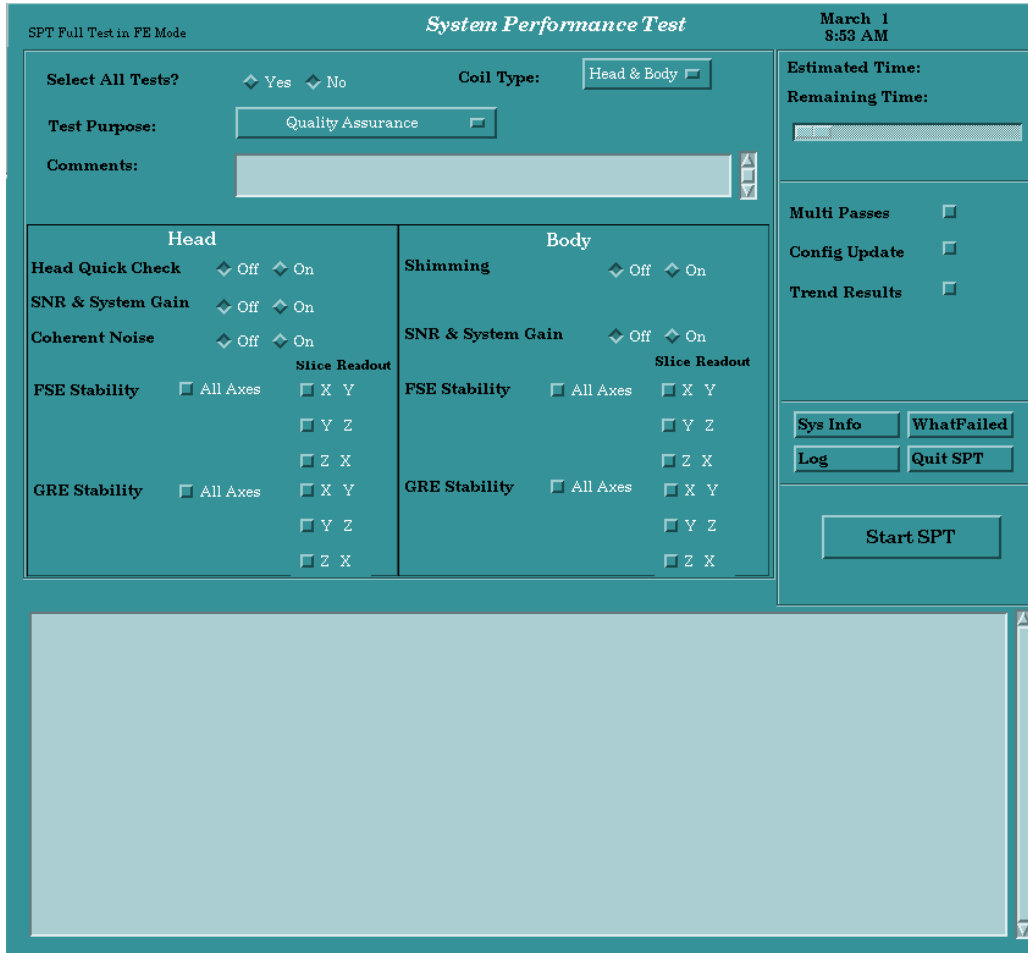 SPT Full Test in FE Mode
System Performance Test
March 1
8:53 AM
Select All Tests? Yes No Coil Type: Head & Body
Test Purpose: Quality Assurance
Comments:
Estimated Time:
Remaining Time:
Multi Passes
Config Update
Trend Results
Head
Head Quick Check Off On
SNR & System Gain Off On
Coherent Noise Off On
Slice Readout
FSE Stability All Axes X Y
Y Z
Z X
GRE Stability All Axes X Y
Y Z
Z X
Body
Shimming Off On
SNR & System Gain Off On
Slice Readout
FSE Stability All Axes X Y
Y Z
Z X
GRE Stability All Axes X Y
Y Z
Z X
Sys Info WhatFailed
Log Quit SPT
Start SPT